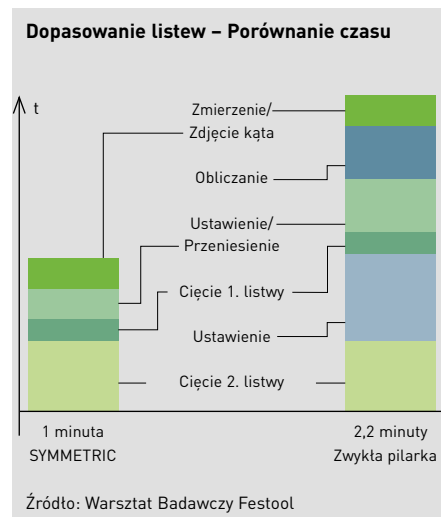 Dopasowanie listew – Porównanie czasu
t
Zmierzenie/
Zdjęcie kąta
Obliczanie
Ustawienie/
Przeniesienie
Cięcie 1. listwy
Ustawienie
Cięcie 2. listwy
1 minuta
SYMMETRIC
2,2 minuty
Zwykła pilarka
Źródło: Warsztat Badawczy Festool